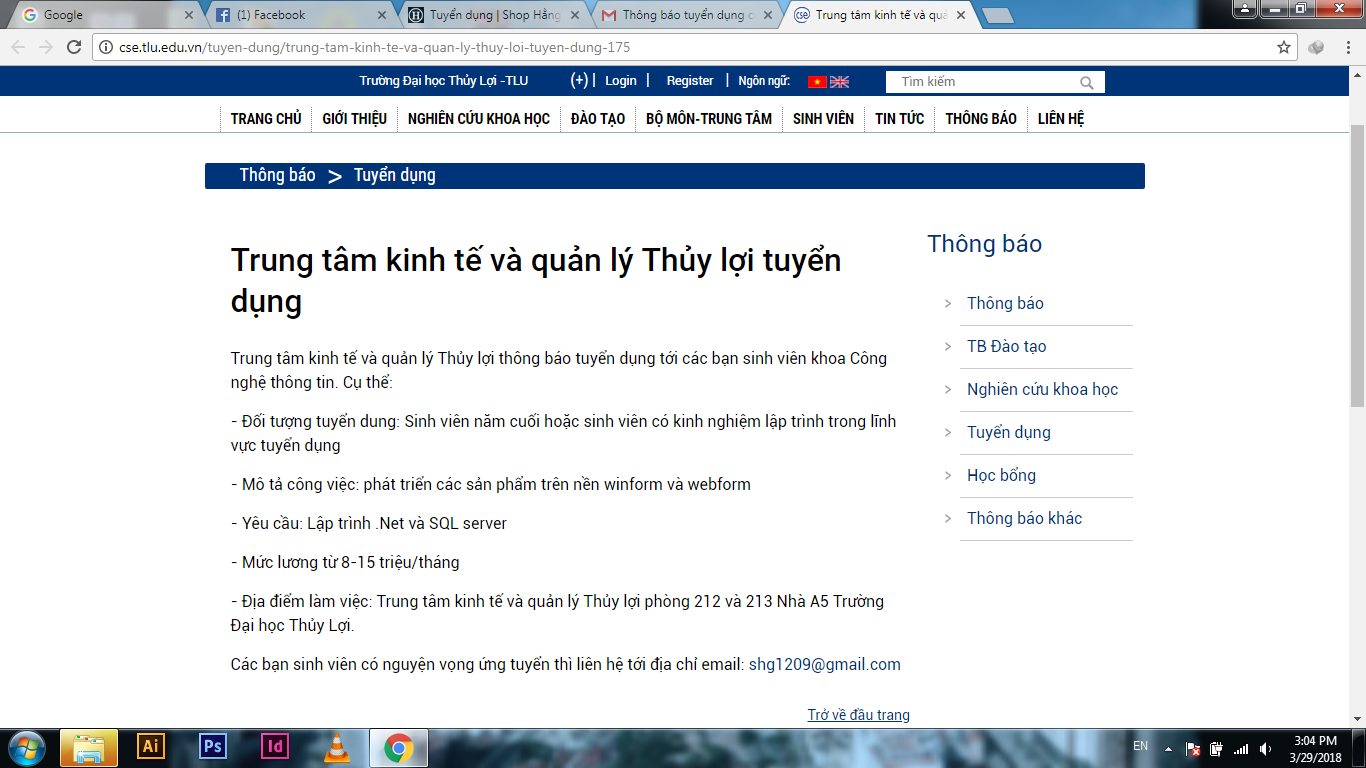 Google
(1) Facebook
Tuyển dụng | Shop Hằng
Thông báo tuyển dụng c
Trung tâm kinh tế và quả
cse.tlu.edu.vn/tuyen-dung/trung-tam-kinh-te-va-quan-ly-thuy-loi-tuyen-dung-175
Trường Đại học Thủy Lợi -TLU (+) | Login | Register | Ngôn ngữ: Tìm kiếm
TRANG CHỦ GIỚI THIỆU NGHIÊN CỨU KHOA HỌC ĐÀO TẠO BỘ MÔN-TRUNG TÂM SINH VIÊN TIN TỨC THÔNG BÁO LIÊN HỆ
Thông báo > Tuyển dụng
Trung tâm kinh tế và quản lý Thủy lợi tuyển
dụng
Trung tâm kinh tế và quản lý Thủy lợi thông báo tuyển dụng tới các bạn sinh viên khoa Công
nghệ thông tin. Cụ thể:
- Đối tượng tuyển dung: Sinh viên năm cuối hoặc sinh viên có kinh nghiệm lập trình trong lĩnh
vực tuyển dụng
- Mô tả công việc: phát triển các sản phẩm trên nền winform và webform
- Yêu cầu: Lập trình .Net và SQL server
- Mức lương từ 8-15 triệu/tháng
- Địa điểm làm việc: Trung tâm kinh tế và quản lý Thủy lợi phòng 212 và 213 Nhà A5 Trường
Đại học Thủy Lợi.
Các bạn sinh viên có nguyện vọng ứng tuyển thì liên hệ tới địa chỉ email: shg1209@gmail.com
Trở về đầu trang
Thông báo
> Thông báo
> TB Đào tạo
> Nghiên cứu khoa học
> Tuyển dụng
> Học bổng
> Thông báo khác
Ai
Ps
Id
EN
3:04 PM
3/29/2018